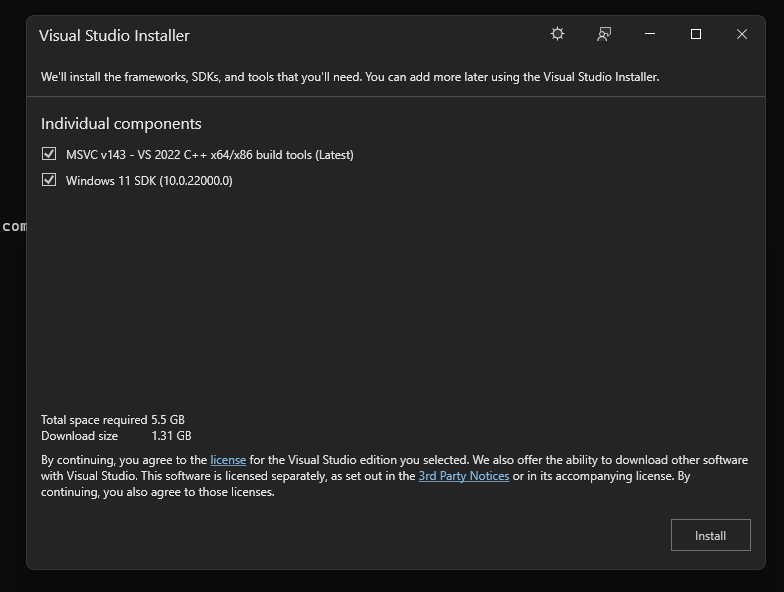 Visual Studio Installer
We'll install the frameworks, SDKs, and tools that you'll need. You can add more later using the Visual Studio Installer.
Individual components
MSVC v143 - VS 2022 C++ x64/x86 build tools (Latest)
Windows 11 SDK (10.0.22000.0)
com
Total space required 5.5 GB
Download size 1.31 GB
By continuing, you agree to the license for the Visual Studio edition you selected. We also offer the ability to download other software
with Visual Studio. This software is licensed separately, as set out in the 3rd Party Notices or in its accompanying license. By
continuing, you also agree to those licenses.
Install